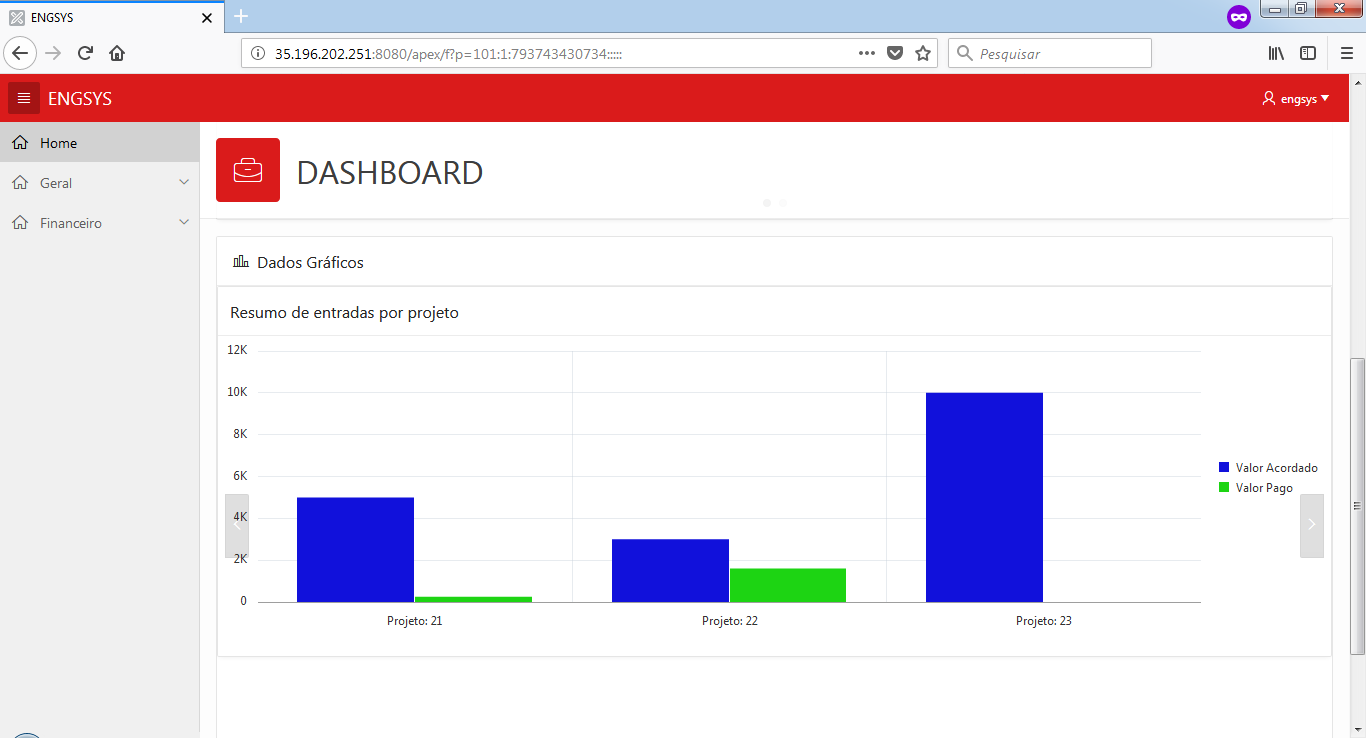 ENGSYS
35.196.202.251:8080/apex/f?p=101:1:793743430734:::::
Pesquisar
ENGSYS
engsys
Home
Geral
Financeiro
DASHBOARD
Dados Gráficos
Resumo de entradas por projeto
12K
10K
8K
6K
4K
2K
0
Projeto: 21
Projeto: 22
Projeto: 23
Valor Acordado
Valor Pago